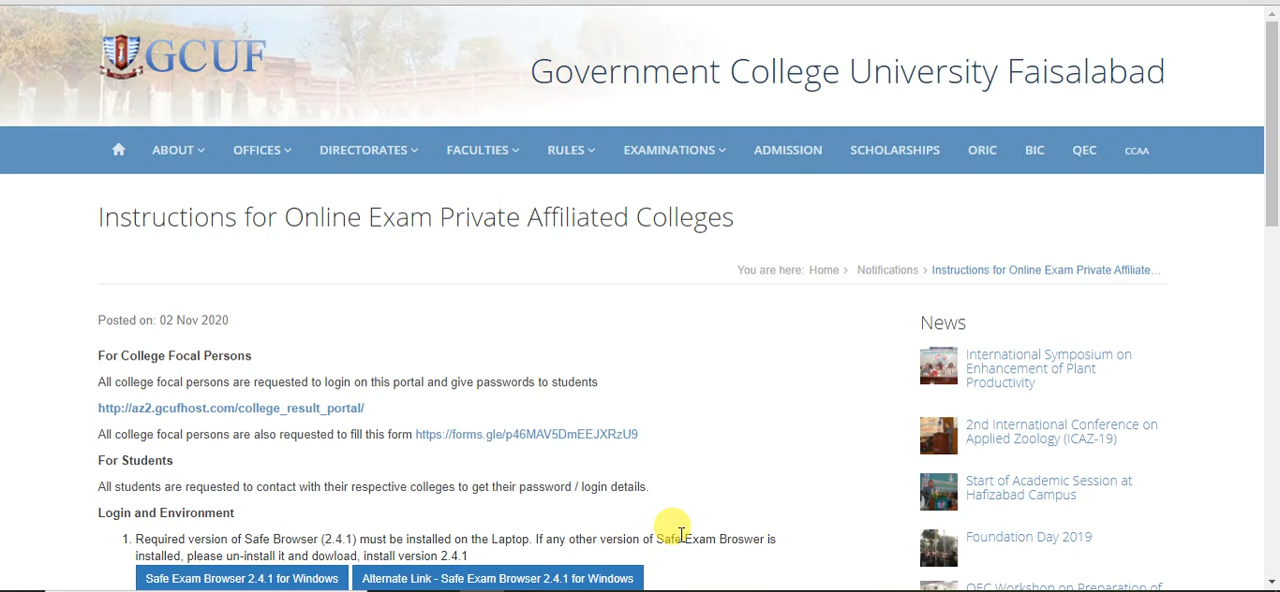 GCUF
Government College University Faisalabad
ABOUT OFFICES DIRECTORATES FACULTIES RULES EXAMINATIONS ADMISSION SCHOLARSHIPS ORIC BIC QEC CCAA
Instructions for Online Exam Private Affiliated Colleges
You are here: Home > Notifications > Instructions for Online Exam Private Affiliate...
Posted on: 02 Nov 2020
For College Focal Persons
All college focal persons are requested to login on this portal and give passwords to students
http://az2.gcufhost.com/college_result_portal/
All college focal persons are also requested to fill this form https://forms.gle/p46MAV5DmEEJXRzU9
For Students
All students are requested to contact with their respective colleges to get their password / login details.
Login and Environment
1. Required version of Safe Browser (2.4.1) must be installed on the Laptop. If any other version of Safe Exam Broswer is
installed, please un-install it and dowload, install version 2.4.1
Safe Exam Browser 2.4.1 for Windows Alternate Link - Safe Exam Browser 2.4.1 for Windows
News
International Symposium on
Enhancement of Plant
Productivity
2nd International Conference on
Applied Zoology (ICAZ-19)
Start of Academic Session at
Hafizabad Campus
Foundation Day 2019
QEC Workshop on Preparation of